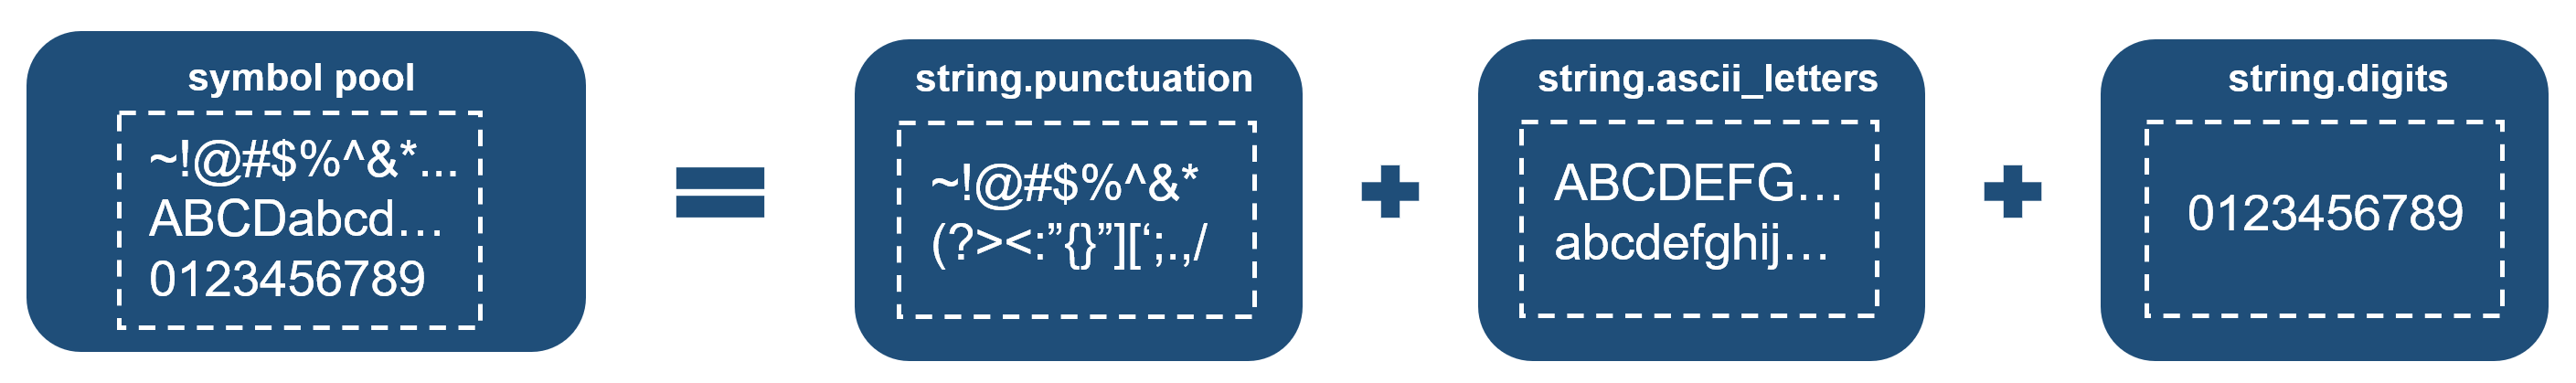 symbol pool
~!@#$%^&*...
ABCDabcd...
0123456789
=
string.punctuation
~!@#$%^&*
(?><:”{}”][‘;.,/
+
string.ascii_letters
ABCDEFG...
abcdefghij...
+
string.digits
0123456789